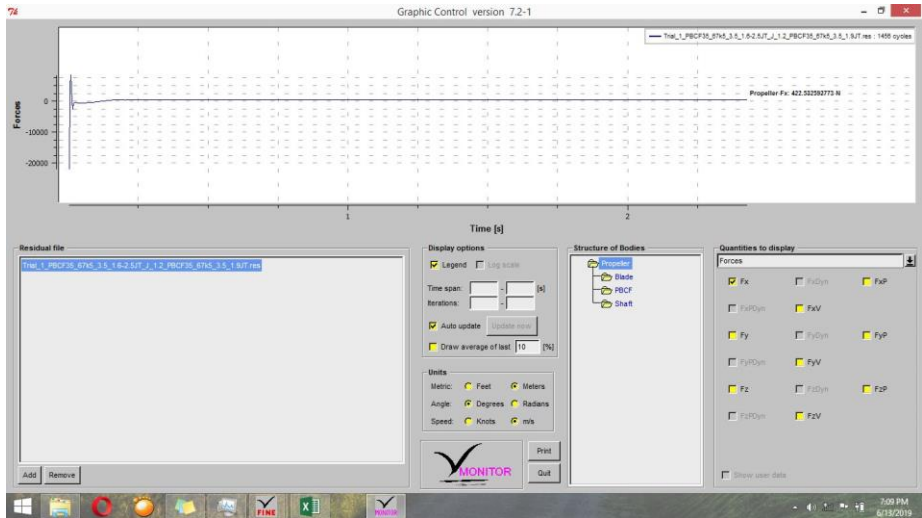 Graphic Control version 7.2-1
Trial_1_PBCF35_67k5_3.5_1.6-2.5JT_J_1.2_PBCF35_67k5_3.5_1.9JT.res : 1456 cycles
Forces
0
-10000
-20000
Propeller Fx: 422.532593773 N
1
2
Time [s]
Residual file
Trial_1_PBCF35_67k5_3.5_1.6-2.5JT_J_1.2_PBCF35_67k5_3.5_1.9JT.res
Add
Remove
Display options
Legend
Log scale
Time span: - [s]
Iterations: -
Auto update
Update now
Draw average of last 10 [%]
Units
Metric: Feet Meters
Angle: Degrees Radians
Speed: Knots m/s
MONITOR
Print
Quit
Structure of Bodies
Propeller
Blade
PBCF
Shaft
Quantities to display
Forces
Fx FxDyn FxP
FxPDyn FxV
Fy FyDyn FyP
FyPDyn FyV
Fz FzDyn FzP
FzPDyn FzV
Show user data
FINE
MONITOR
7:09 PM
6/13/2019